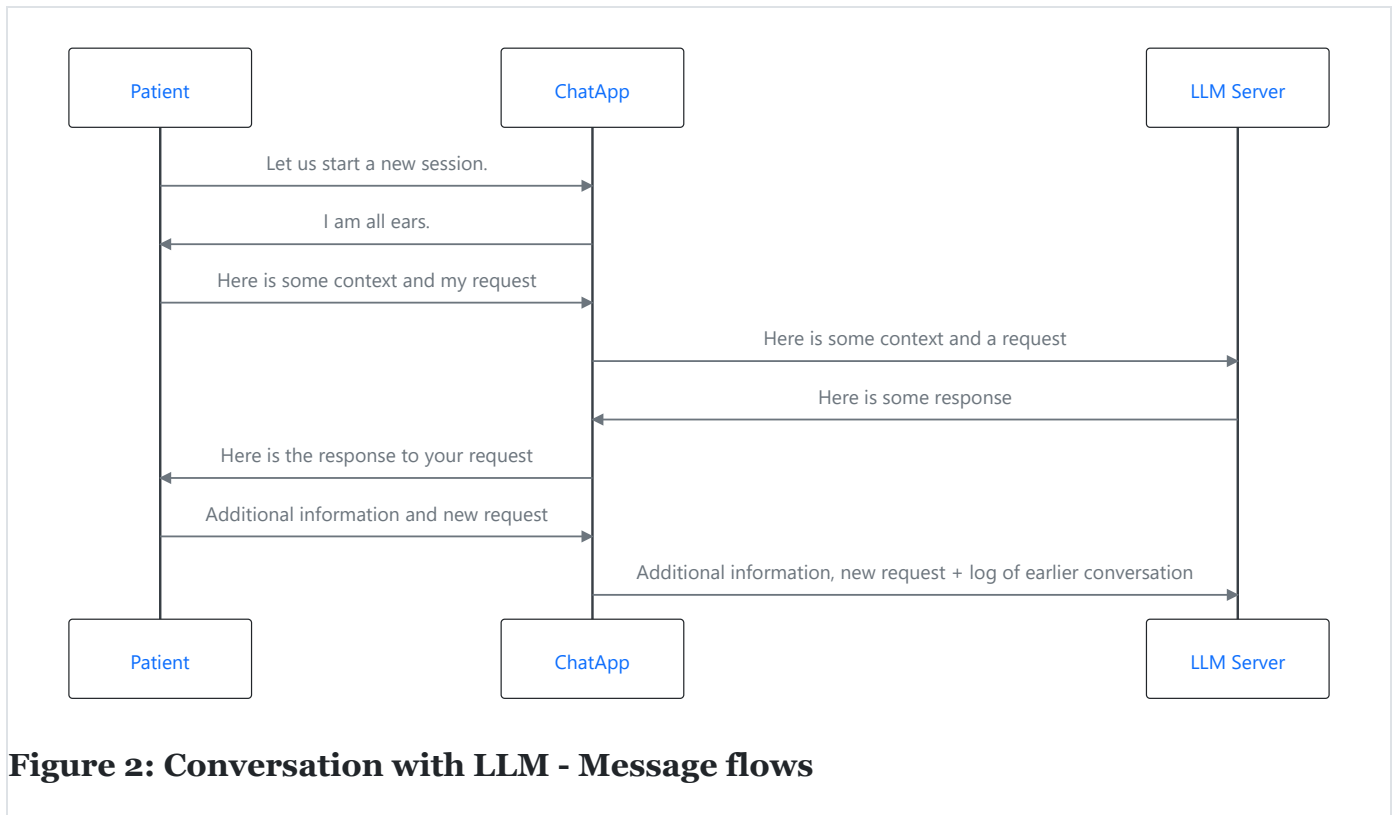 Patient
ChatApp
LLM Server
Let us start a new session.
I am all ears.
Here is some context and my request
Here is some context and a request
Here is some response
Here is the response to your request
Additional information and new request
Additional information, new request + log of earlier conversation
Patient
ChatApp
LLM Server
Figure 2: Conversation with LLM - Message flows